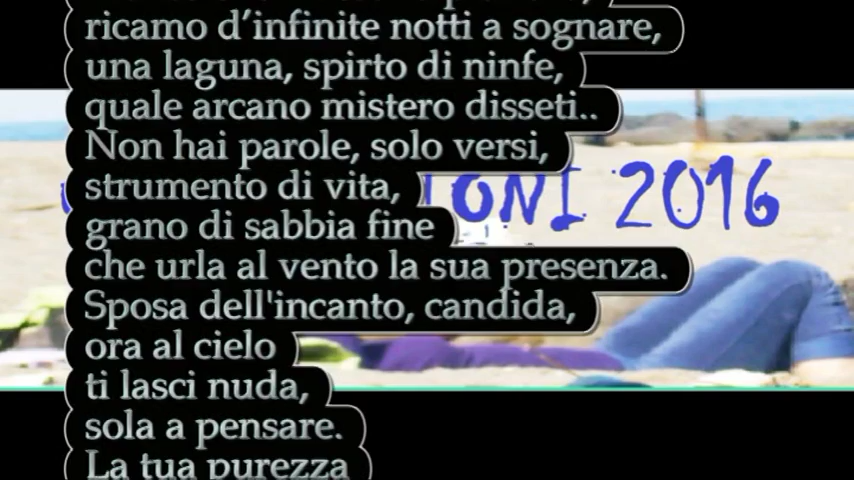 ricamo d’infinite notti a sognare,
una laguna, spirto di ninfe,
quale arcano mistero disseti..
Non hai parole, solo versi,
strumento di vita,
grano di sabbia fine
che urla al vento la sua presenza.
Sposa dell'incanto, candida,
ora al cielo
ti lasci nuda,
sola a pensare.
La tua purezza
2016